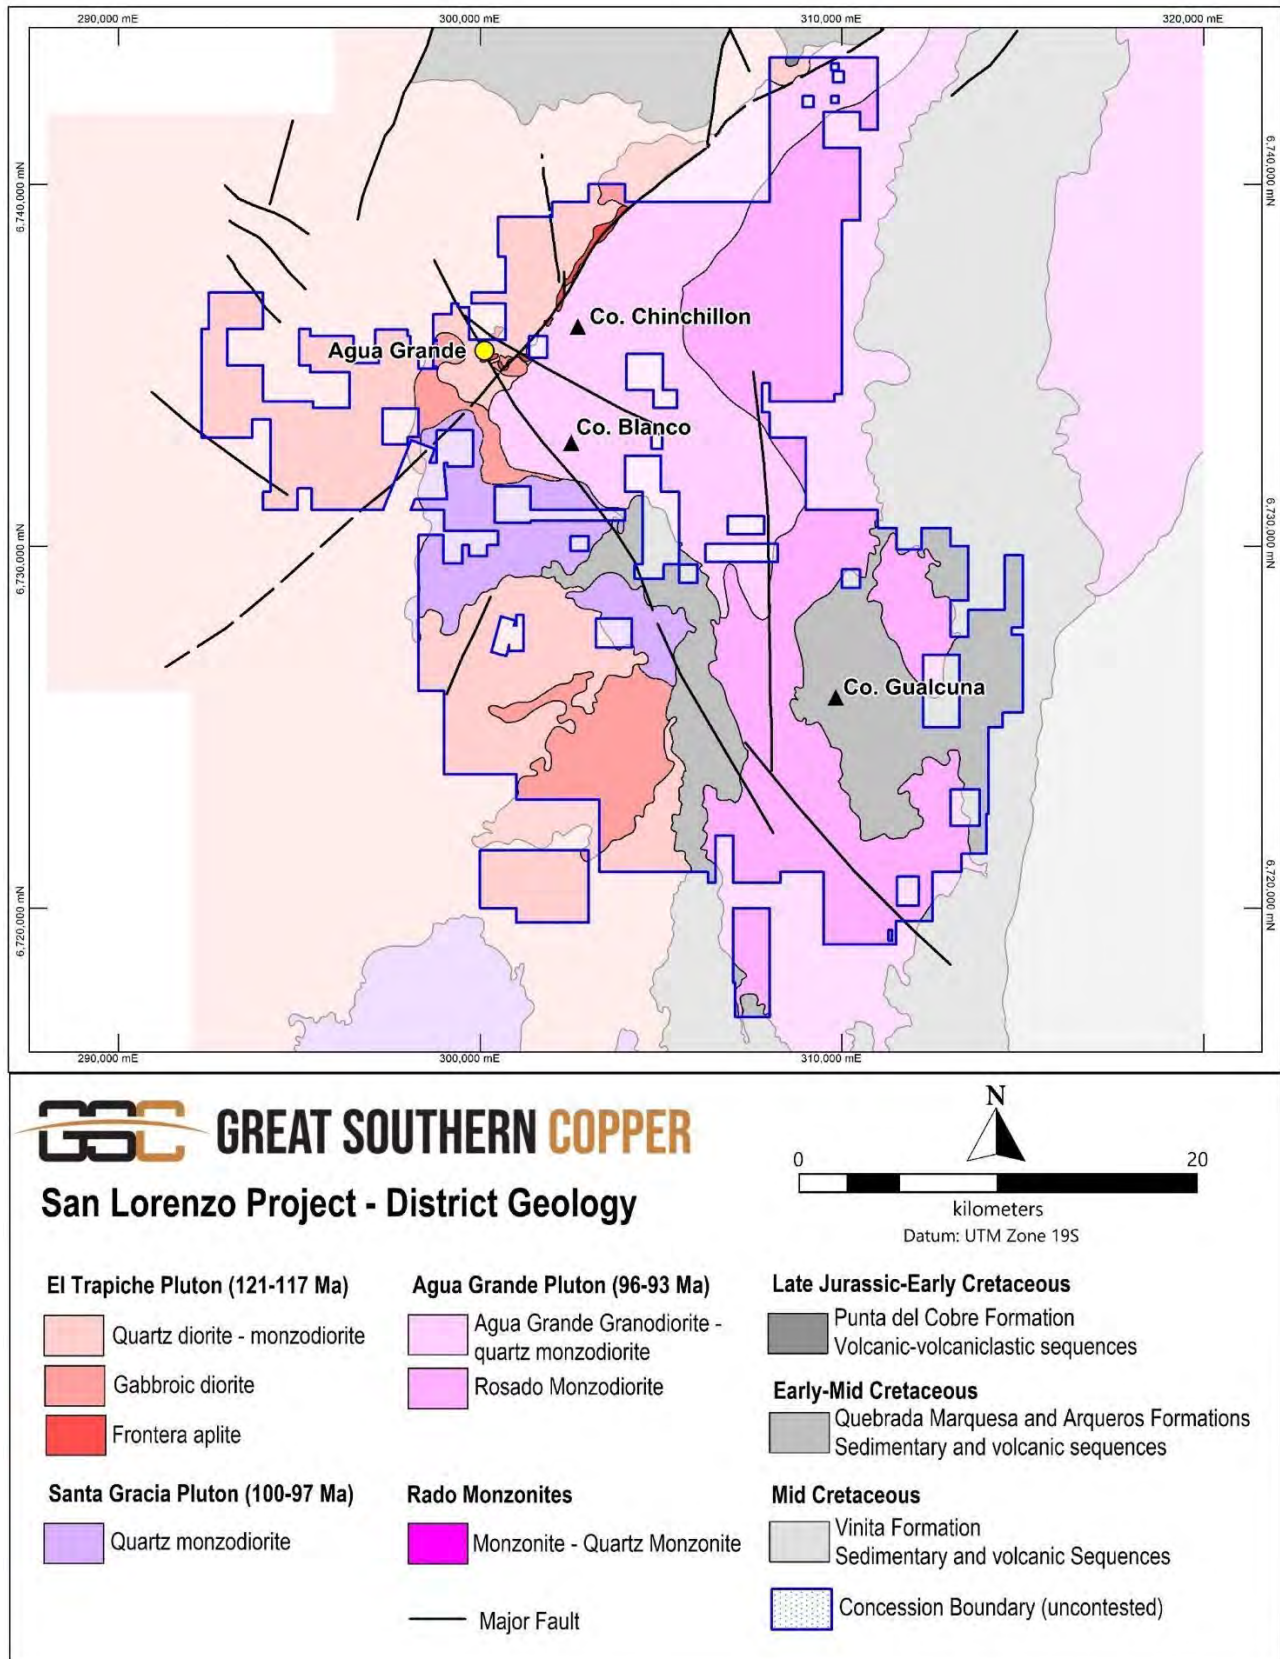 290,000 mE
300,000 mE
310,000 mE
320,000 mE
6,740,000 mN
6,740,000 mN
Co. Chinchillon
Agua Grande
Co. Blanco
6,730,000 mN
6,730,000 mN
Co. Gualcuna
6,720,000 mN
6,720,000 mN
290,000 mE
300,000 mE
310,000 mE
GSC GREAT SOUTHERN COPPER
San Lorenzo Project - District Geology
N
0 20
kilometers
Datum: UTM Zone 19S
El Trapiche Pluton (121-117 Ma)
Quartz diorite - monzodiorite
Gabbroic diorite
Frontera aplite
Santa Gracia Pluton (100-97 Ma)
Quartz monzodiorite
Agua Grande Pluton (96-93 Ma)
Agua Grande Granodiorite -
quartz monzodiorite
Rosado Monzodiorite
Rado Monzonites
Monzonite - Quartz Monzonite
Major Fault
Late Jurassic-Early Cretaceous
Punta del Cobre Formation
Volcanic-volcaniclastic sequences
Early-Mid Cretaceous
Quebrada Marquesa and Arqueros Formations
Sedimentary and volcanic sequences
Mid Cretaceous
Vinita Formation
Sedimentary and volcanic Sequences
Concession Boundary (uncontested)